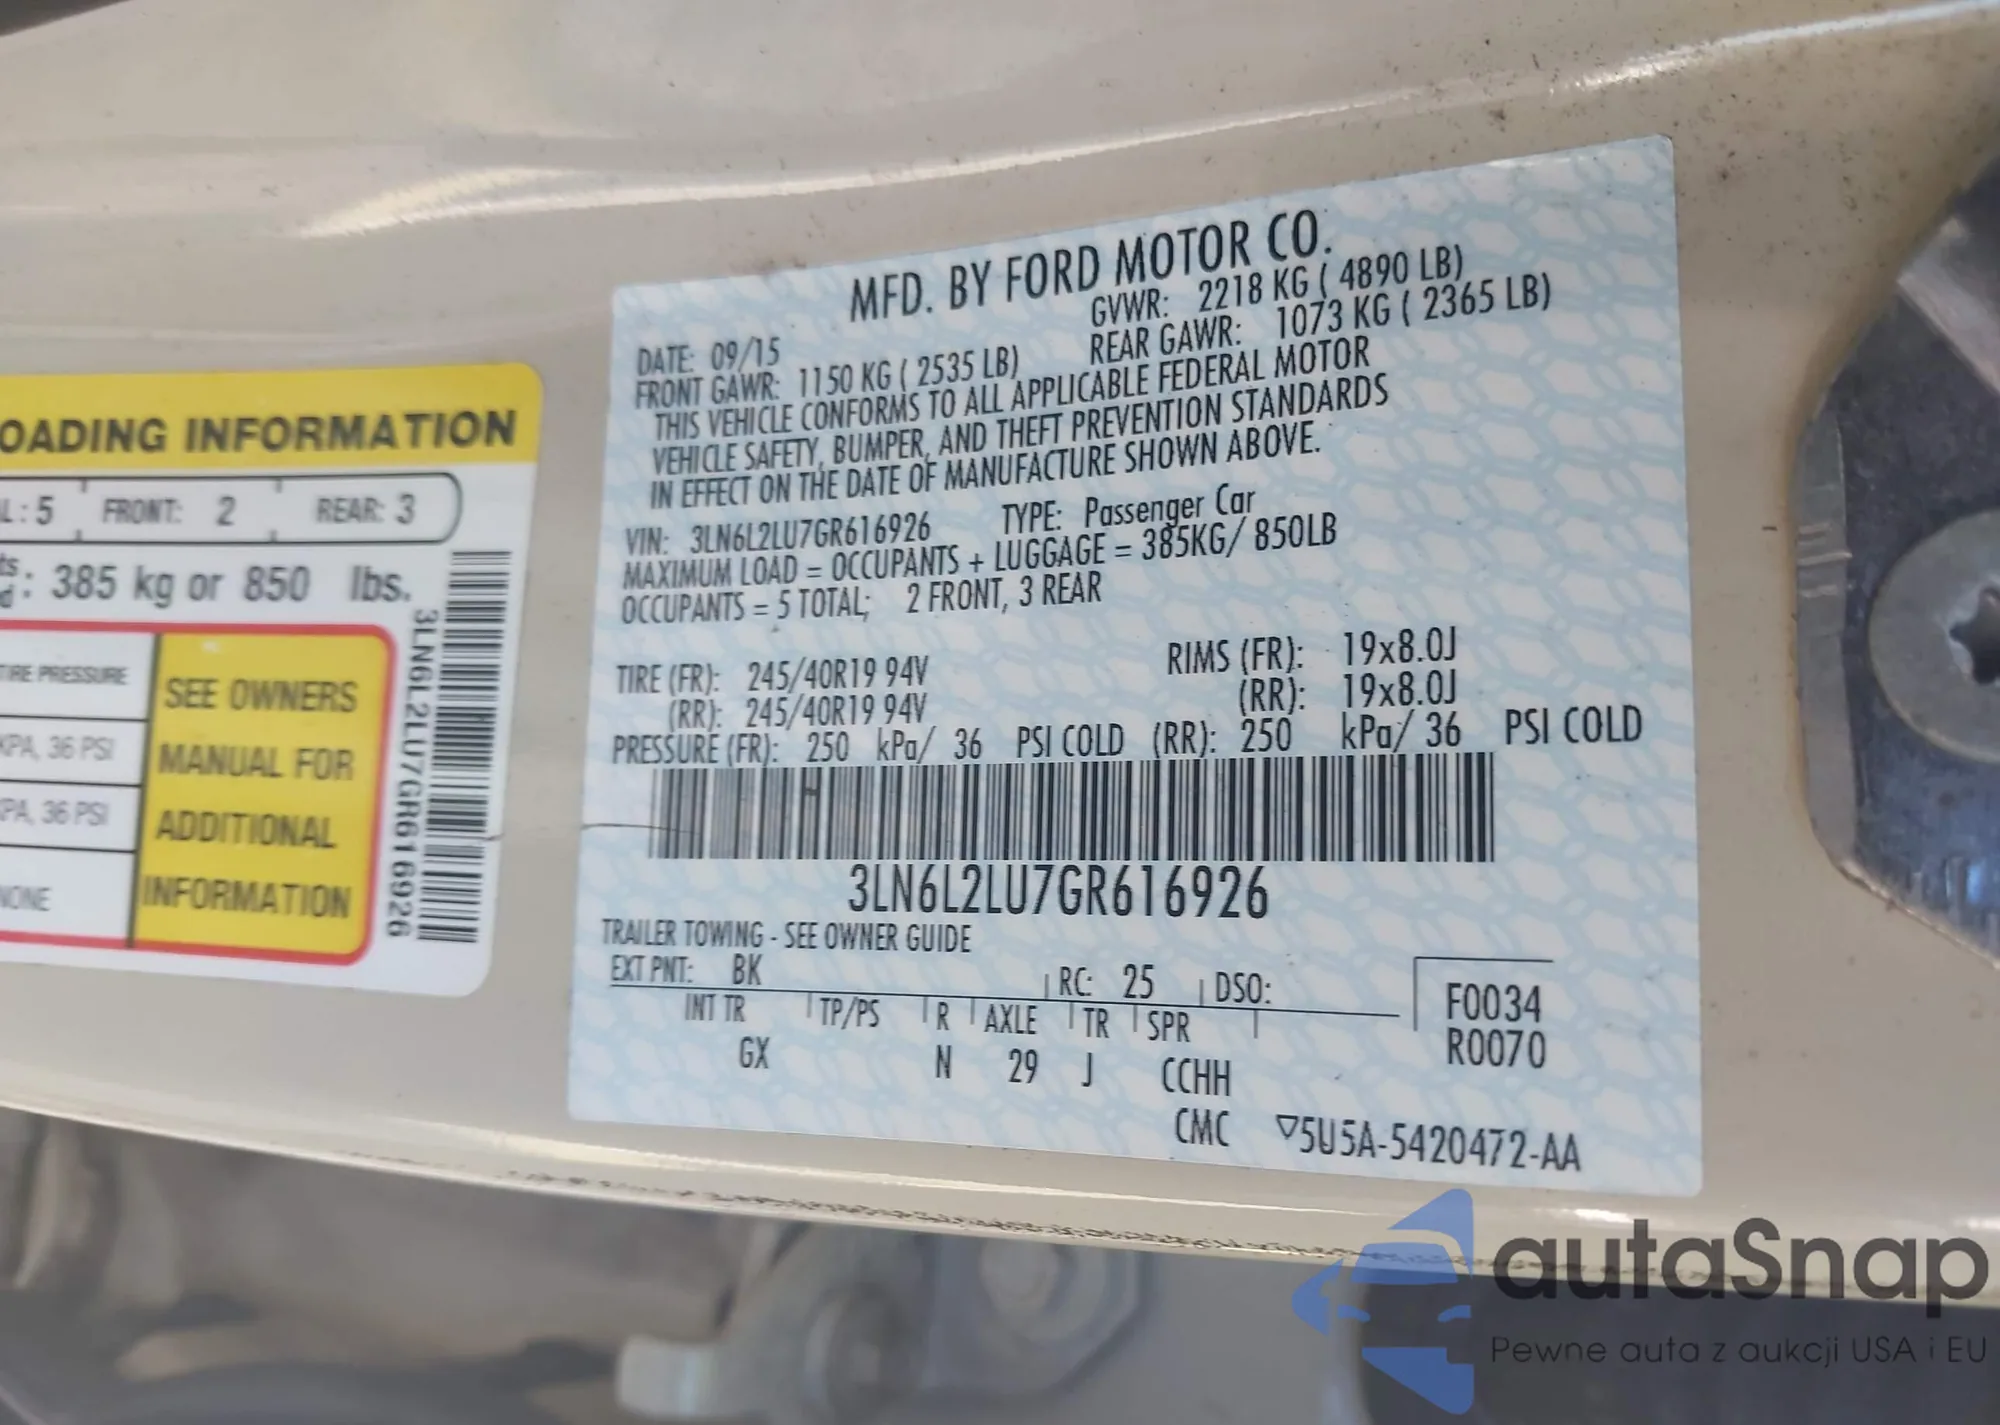 OADING INFORMATION
L: 5 FRONT: 2 REAR: 3
: 385 kg or 850 lbs.
TIRE PRESSURE
KPA, 36 PSI
KPA, 36 PSI
NONE
SEE OWNERS
MANUAL FOR
ADDITIONAL
INFORMATION
3LN6L2LU7GR616926
MFD. BY FORD MOTOR CO.
DATE: 09/15 GVWR: 2218 KG ( 4890 LB)
FRONT GAWR: 1150 KG ( 2535 LB) REAR GAWR: 1073 KG ( 2365 LB)
THIS VEHICLE CONFORMS TO ALL APPLICABLE FEDERAL MOTOR
VEHICLE SAFETY, BUMPER, AND THEFT PREVENTION STANDARDS
IN EFFECT ON THE DATE OF MANUFACTURE SHOWN ABOVE.
VIN: 3LN6L2LU7GR616926 TYPE: Passenger Car
MAXIMUM LOAD = OCCUPANTS + LUGGAGE = 385KG/ 850LB
OCCUPANTS = 5 TOTAL; 2 FRONT, 3 REAR
TIRE (FR): 245/40R19 94V RIMS (FR): 19x8.0J
(RR): 245/40R19 94V (RR): 19x8.0J
PRESSURE (FR): 250 kPa/ 36 PSI COLD (RR): 250 kPa/ 36 PSI COLD
3LN6L2LU7GR616926
TRAILER TOWING - SEE OWNER GUIDE
EXT PNT: BK RC: 25 DSO:
INT TR TP/PS R AXLE TR SPR
GX N 29 J CCHH
F0034
R0070
CMC ▽5U5A-5420472-AA
autaSnap
Pewne auta z aukcji USA i EU